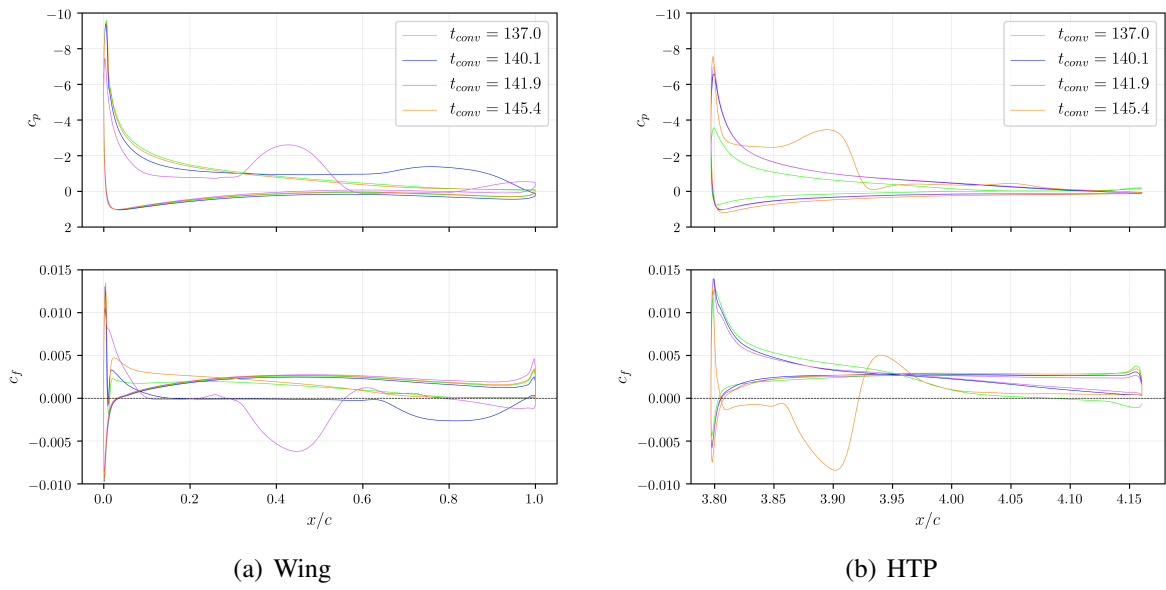 −10
−8
−6
−4
−2
0
2
c_p
t_conv = 137.0
t_conv = 140.1
t_conv = 141.9
t_conv = 145.4
0.015
0.010
0.005
0.000
−0.005
−0.010
c_f
0.0 0.2 0.4 0.6 0.8 1.0
x/c
(a) Wing
−10
−8
−6
−4
−2
0
2
c_p
t_conv = 137.0
t_conv = 140.1
t_conv = 141.9
t_conv = 145.4
0.015
0.010
0.005
0.000
−0.005
−0.010
c_f
3.80 3.85 3.90 3.95 4.00 4.05 4.10 4.15
x/c
(b) HTP